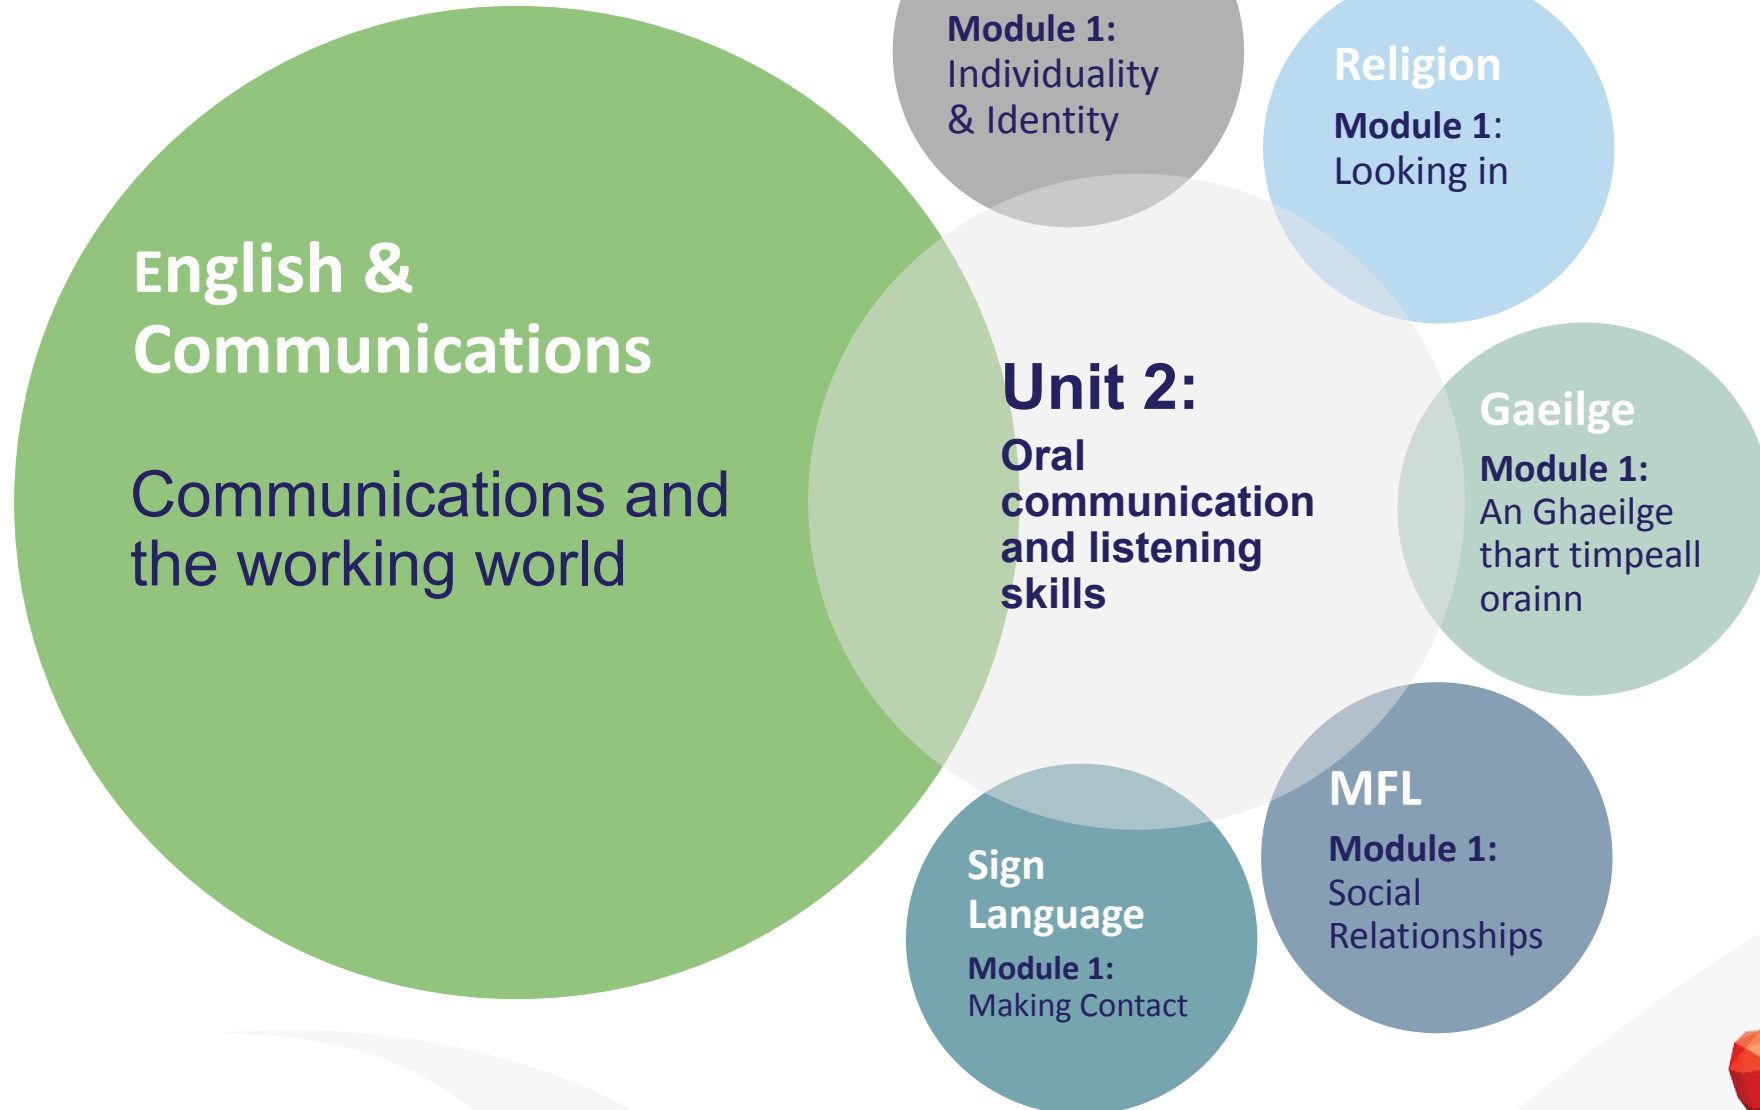 English &
Communications
Communications and
the working world
Unit 2:
Oral
communication
and listening
skills
Module 1:
Individuality
& Identity
Religion
Module 1:
Looking in
Gaeilge
Module 1:
An Ghaeilge
thart timpeall
orainn
MFL
Module 1:
Social
Relationships
Sign
Language
Module 1:
Making Contact